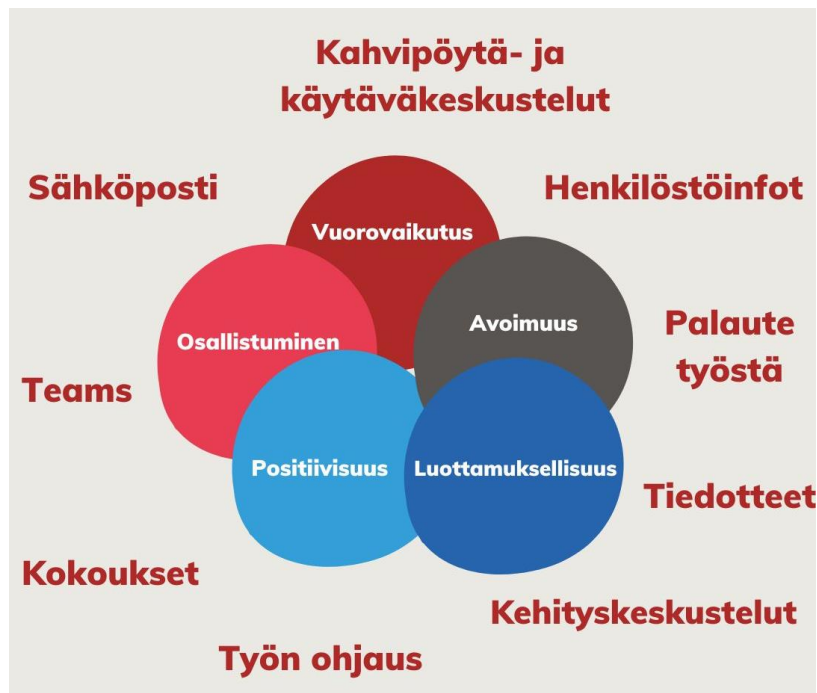 Kahvipöytä- ja
käytäväkeskustelut
Sähköposti
Henkilöstöinfot
Vuorovaikutus
Avoimuus
Osallistuminen
Palaute
työstä
Teams
Positiivisuus
Luottamuksellisuus
Tiedotteet
Kokoukset
Kehityskeskustelut
Työn ohjaus